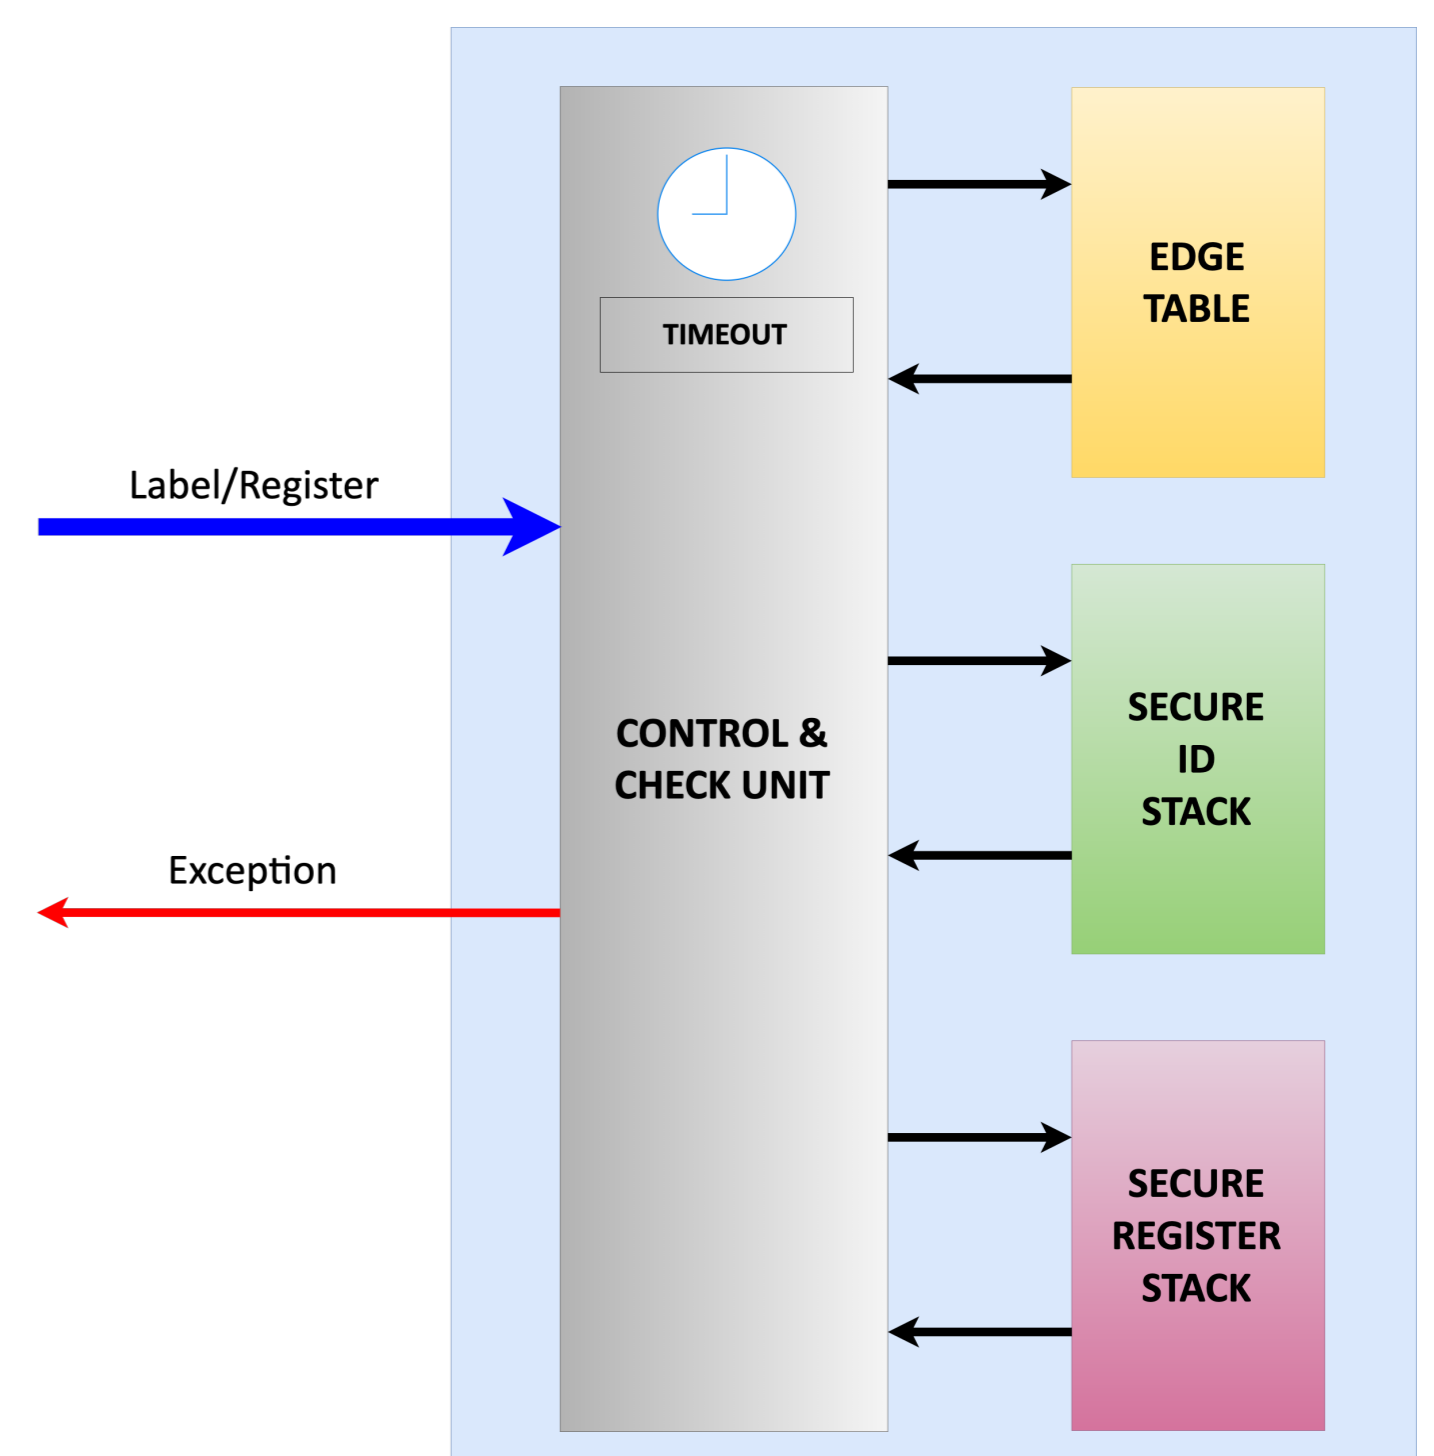 EDGE
TABLE
TIMEOUT
Label/Register
SECURE
ID
STACK
CONTROL &
CHECK UNIT
Exception
SECURE
REGISTER
STACK